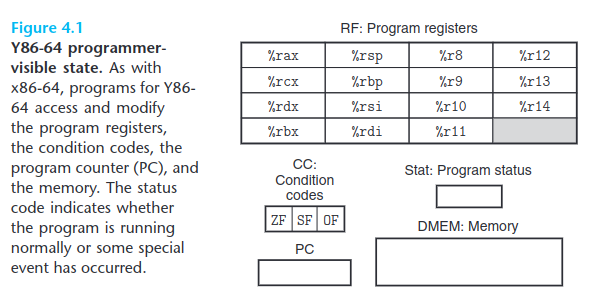 Figure 4.1
Y86-64 programmer-
visible state. As with
x86-64, programs for Y86-
64 access and modify
the program registers,
the condition codes, the
program counter (PC), and
the memory. The status
code indicates whether
the program is running
normally or some special
event has occurred.
RF: Program registers
%rax %rsp %r8 %r12
%rcx %rbp %r9 %r13
%rdx %rsi %r10 %r14
%rbx %rdi %r11
CC:
Condition
codes
ZF SF OF
PC
Stat: Program status
DMEM: Memory